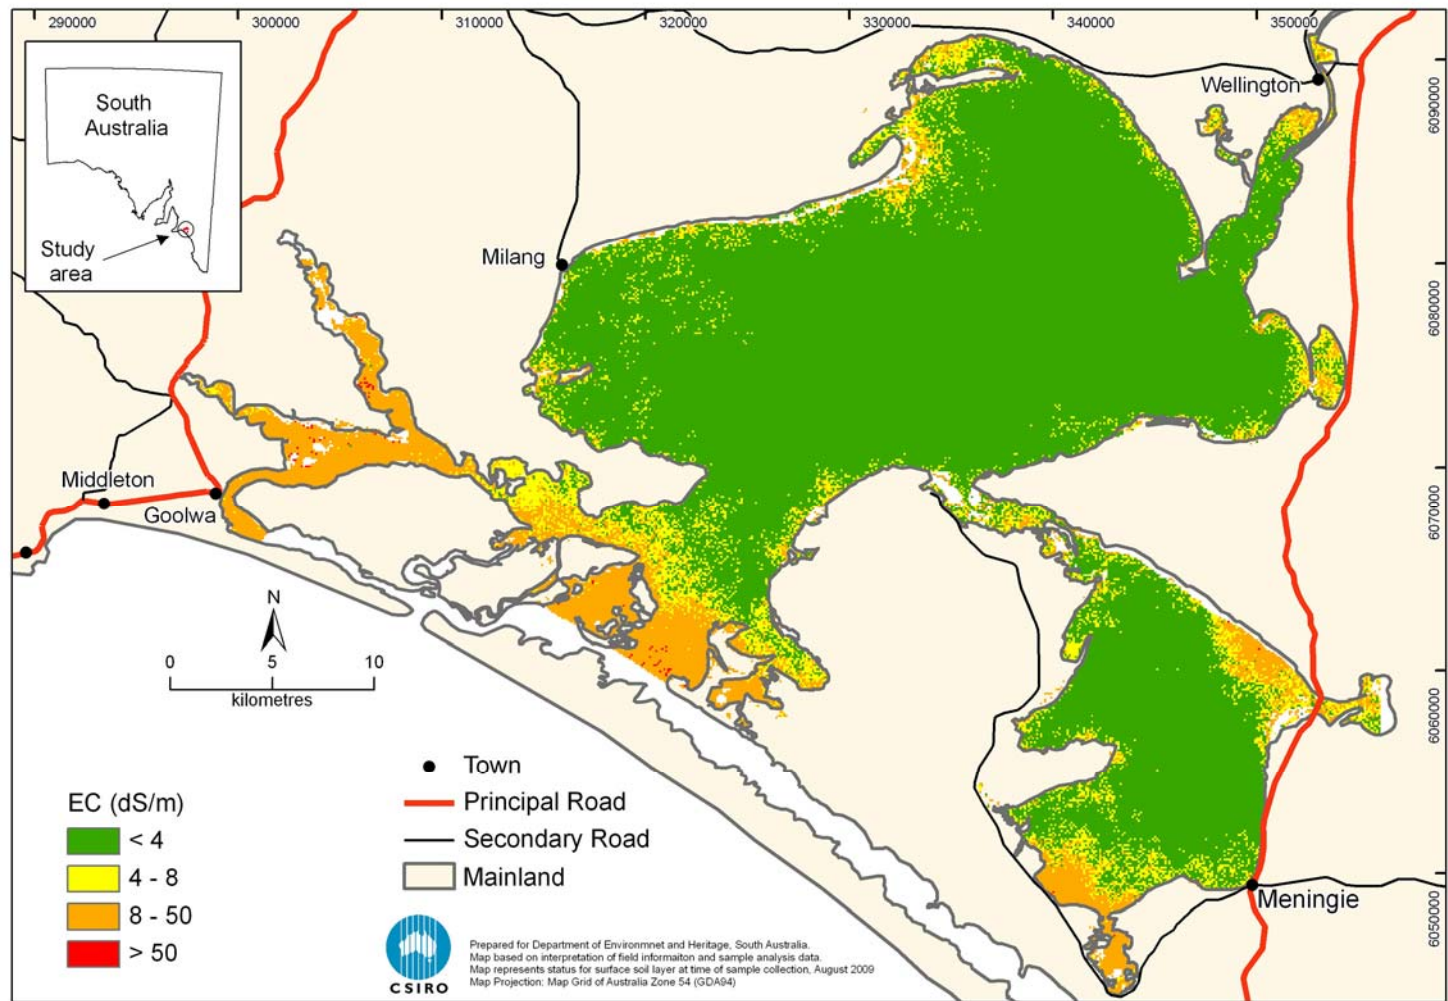 290000
300000
310000
320000
330000
340000
350000
South
Australia
Study
area
Wellington
6090000
Milang
6080000
Middleton
Goolwa
6070000
N
0 5 10
kilometres
6060000
Town
Principal Road
Secondary Road
Mainland
EC (dS/m)
< 4
4 - 8
8 - 50
> 50
Meningie
6050000
CSIRO
Prepared for Department of Environmnet and Heritage, South Australia.
Map based on interpretation of field informaiton and sample analysis data.
Map represents status for surface soil layer at time of sample collection, August 2009
Map Projection: Map Grid of Australia Zone 54 (GDA94)